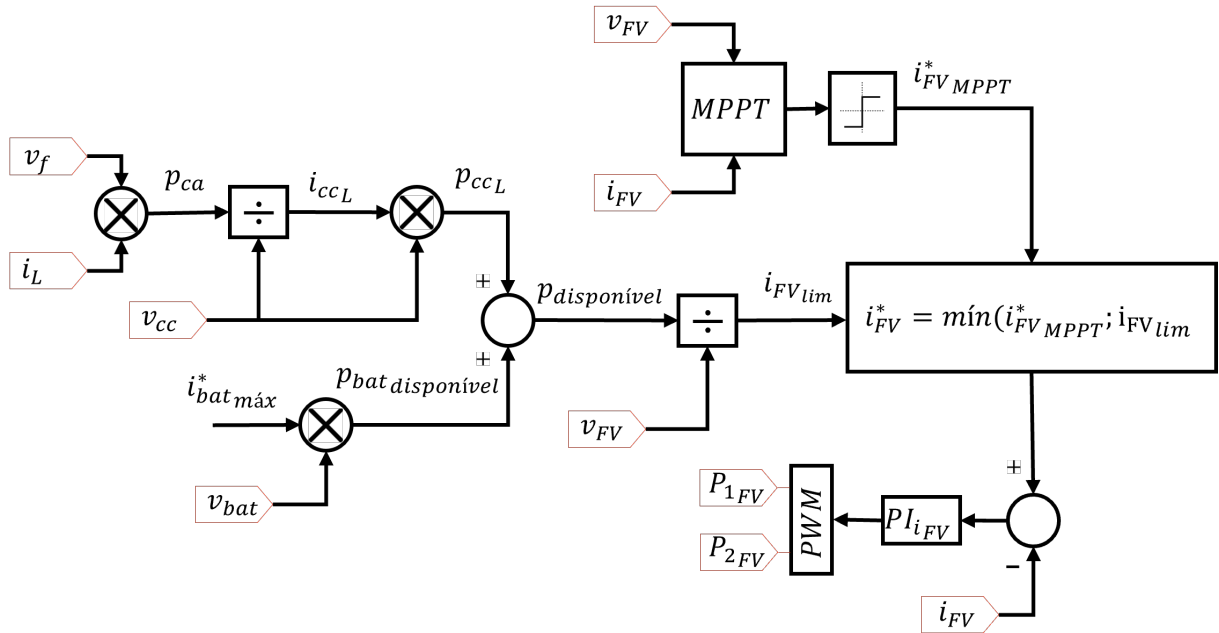 v_FV
MPPT
i*_FV_MPPT
i_FV
v_f
p_ca
÷
i_cc_L
p_cc_L
i_L
v_cc
+
p_disponível
÷
i_FV_lim
i*_FV = mín(i*_FV_MPPT; i_FV_lim
+
i*_bat_máx
p_bat_disponível
v_FV
v_bat
+
P_1_FV
PWM
PI_i_FV
P_2_FV
−
i_FV